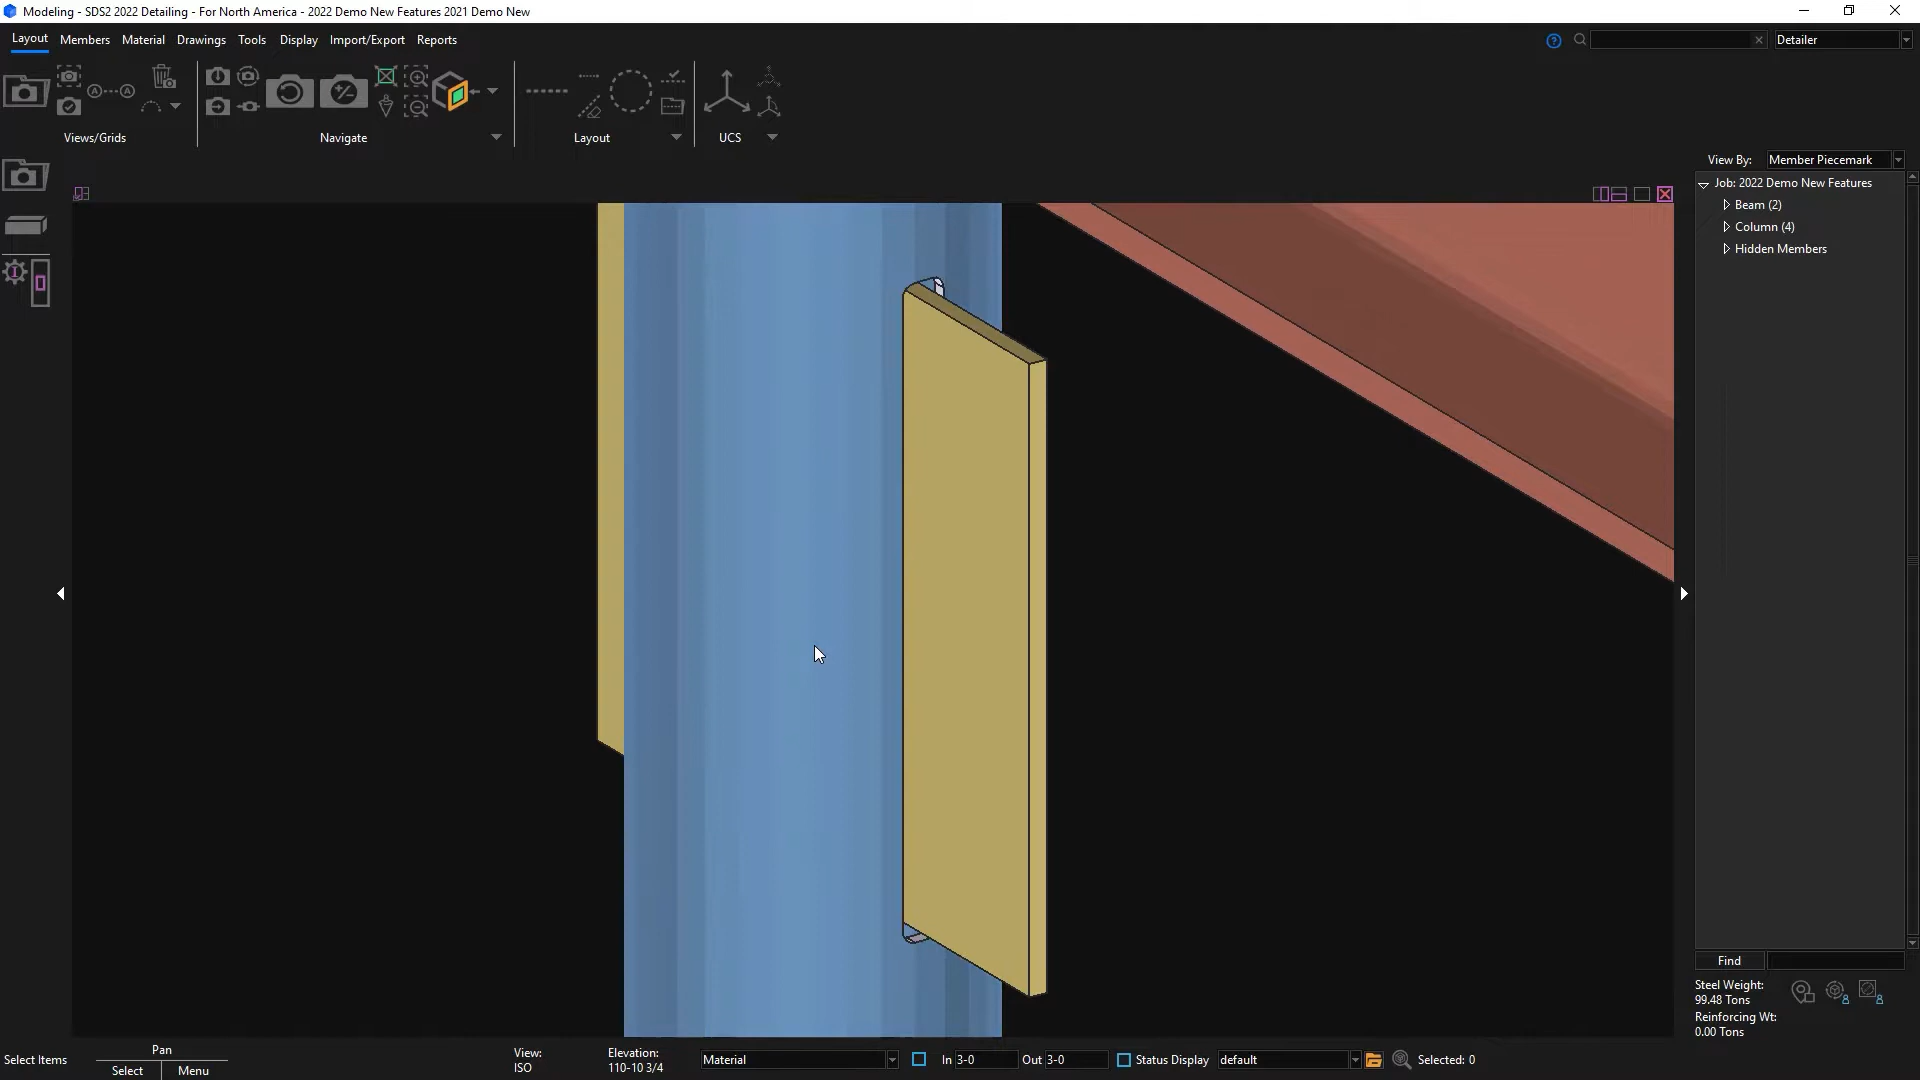 Modeling - SDS2 2022 Detailing - For North America - 2022 Demo New Features 2021 Demo New
Layout Members Material Drawings Tools Display Import/Export Reports
Detailer
Views/Grids Navigate Layout UCS
View By: Member Piecemark
Job: 2022 Demo New Features
Beam (2)
Column (4)
Hidden Members
Find
Steel Weight:
99.48 Tons
Reinforcing Wt:
0.00 Tons
Select Items
Pan
Select Menu
View:
ISO
Elevation:
110-10 3/4
Material
In 3-0 Out 3-0
Status Display default
Selected: 0